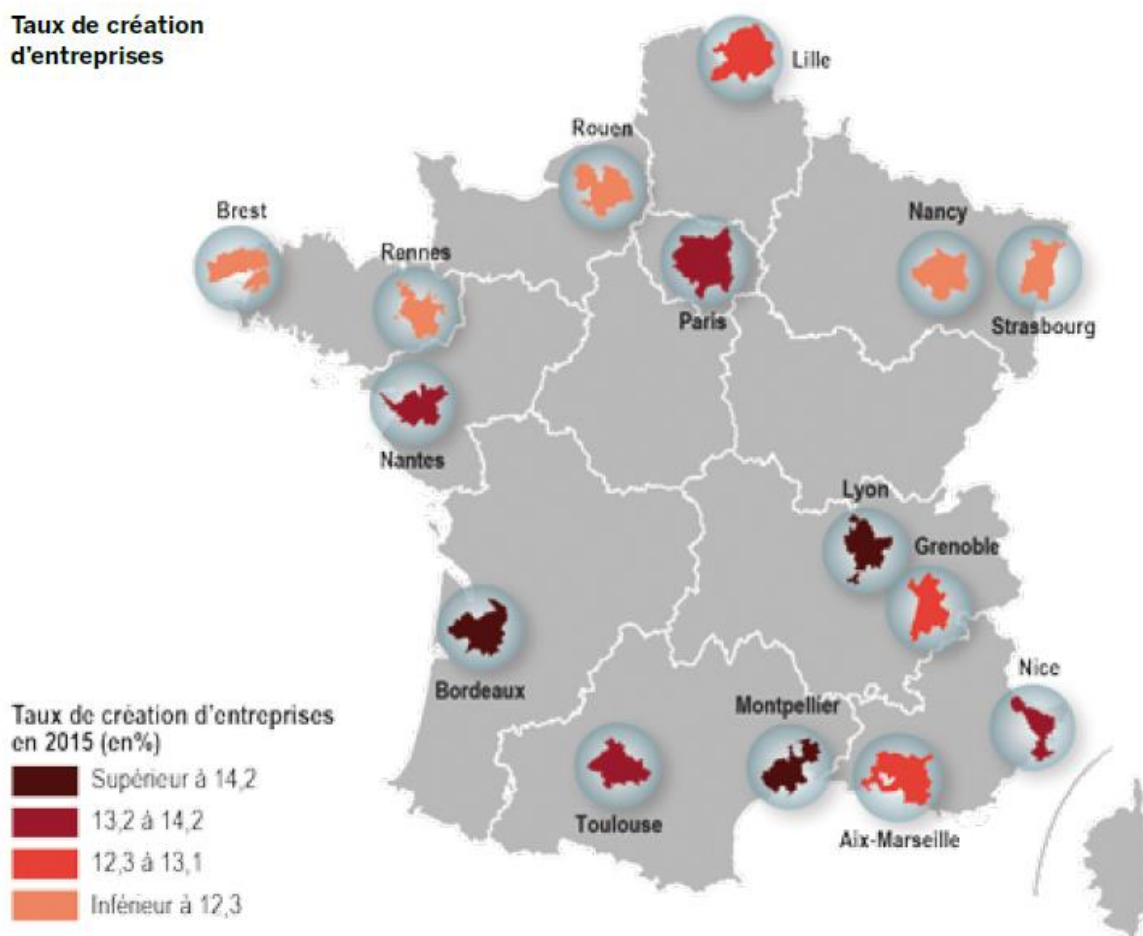 Taux de création
d'entreprises
Lille
Rouen
Brest
Rennes
Nancy
Paris
Strasbourg
Nantes
Lyon
Grenoble
Bordeaux
Nice
Montpellier
Toulouse
Aix-Marseille
Taux de création d'entreprises
en 2015 (en%)
Supérieur à 14,2
13,2 à 14,2
12,3 à 13,1
Inférieur à 12,3